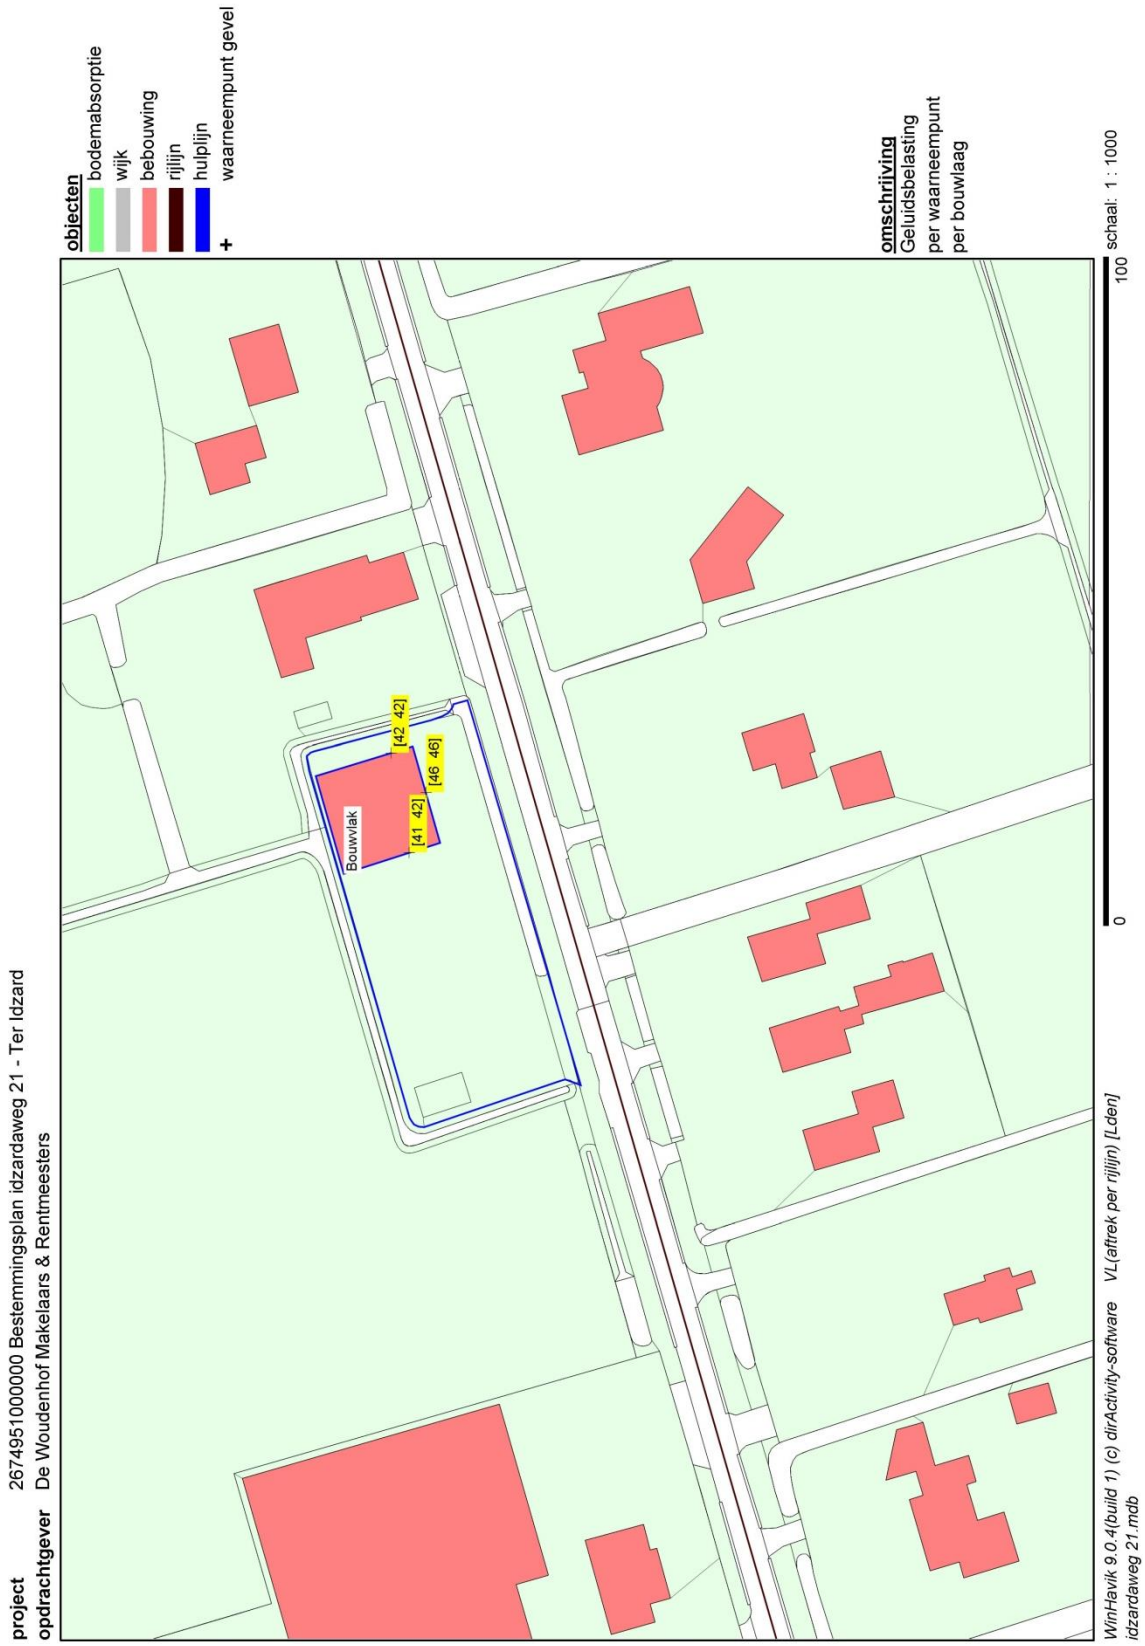 project 267495100000 Bestemmingsplan idzardaweg 21 - Ter Idzard
opdrachtgever De Woudenhof Makelaars & Rentmeesters
objecten
bodemabsorptie
wijk
bebouwing
rijlijn
hulplijn
+ waarneempunt gevel
Bouwvlak
[41 42]
[46 46]
[42 42]
omschrijving
Geluidsbelasting
per waarneempunt
per bouwlaag
0 100 schaal: 1 : 1000
WinHavik 9.0.4(build 1) (c) dirActivity-software VL(aftrek per rijlijn) [Lden]
idzardaweg 21.mdb